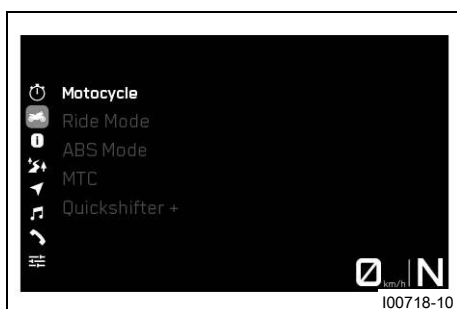 Motocycle
Ride Mode
ABS Mode
MTC
Quickshifter +
0 km/h N
I00718-10